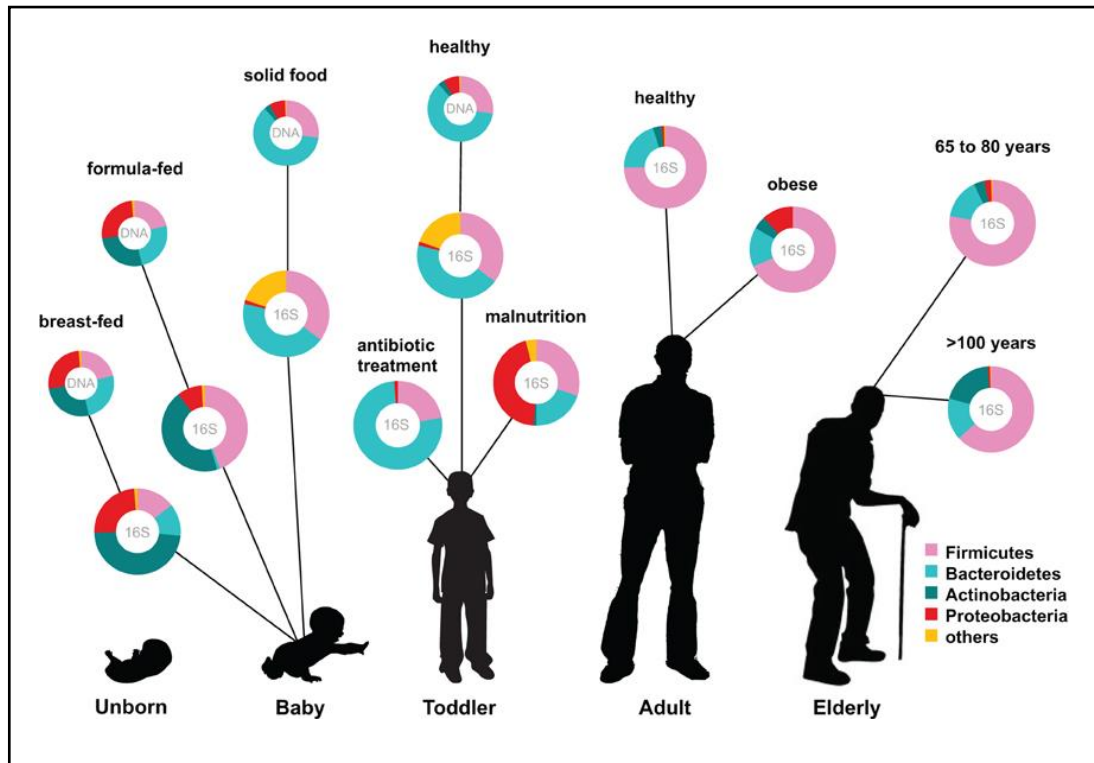 healthy
solid food
DNA
DNA
healthy
formula-fed
16S
65 to 80 years
obese
DNA
16S
16S
16S
breast-fed
16S
malnutrition
antibiotic
treatment
>100 years
DNA
16S
16S
16S
16S
16S
Firmicutes
Bacteroidetes
Actinobacteria
Proteobacteria
others
Unborn
Baby
Toddler
Adult
Elderly